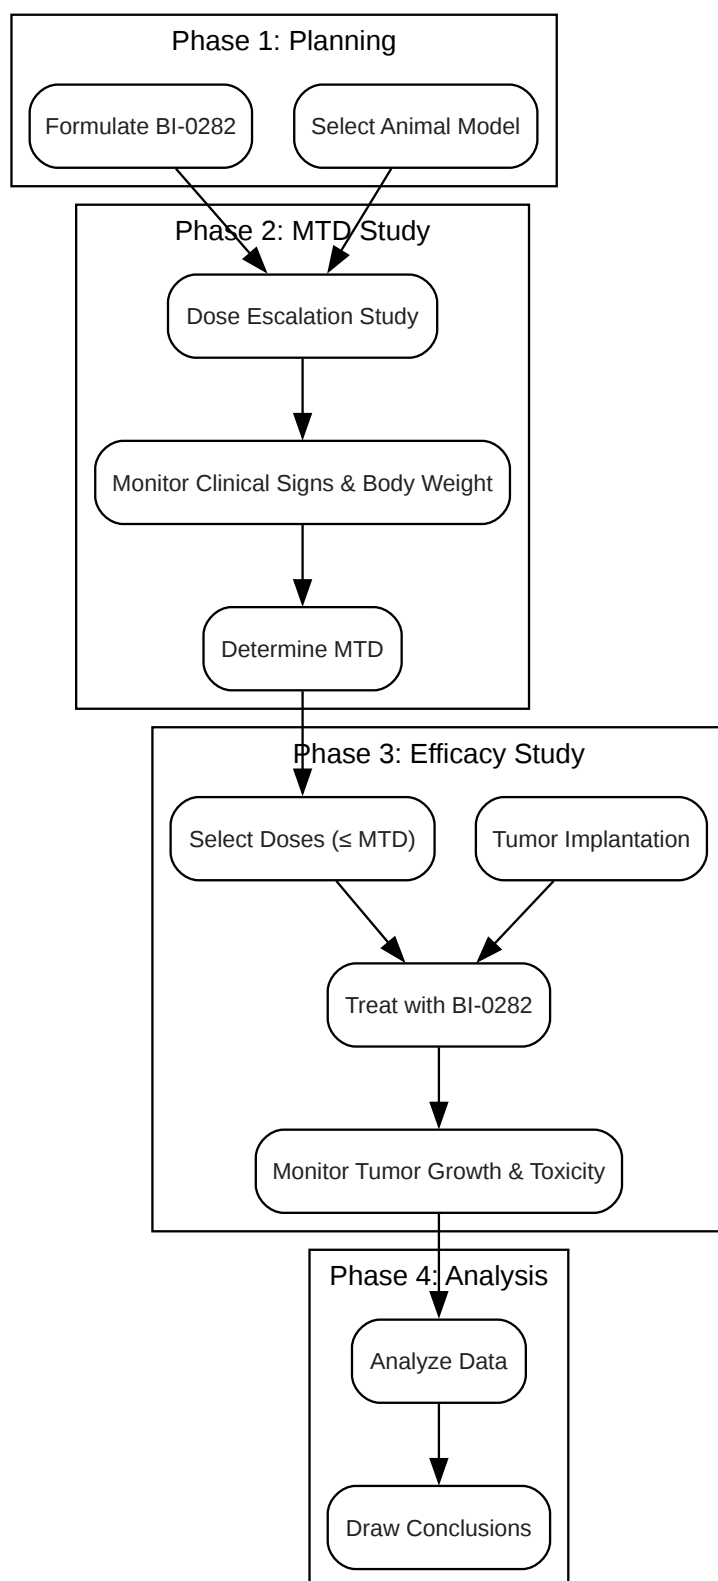 Phase 1: Planning
Formulate BI-0282
Select Animal Model
Phase 2: MTD Study
Dose Escalation Study
Monitor Clinical Signs & Body Weight
Determine MTD
Phase 3: Efficacy Study
Select Doses (≤ MTD)
Tumor Implantation
Treat with BI-0282
Monitor Tumor Growth & Toxicity
Phase 4: Analysis
Analyze Data
Draw Conclusions